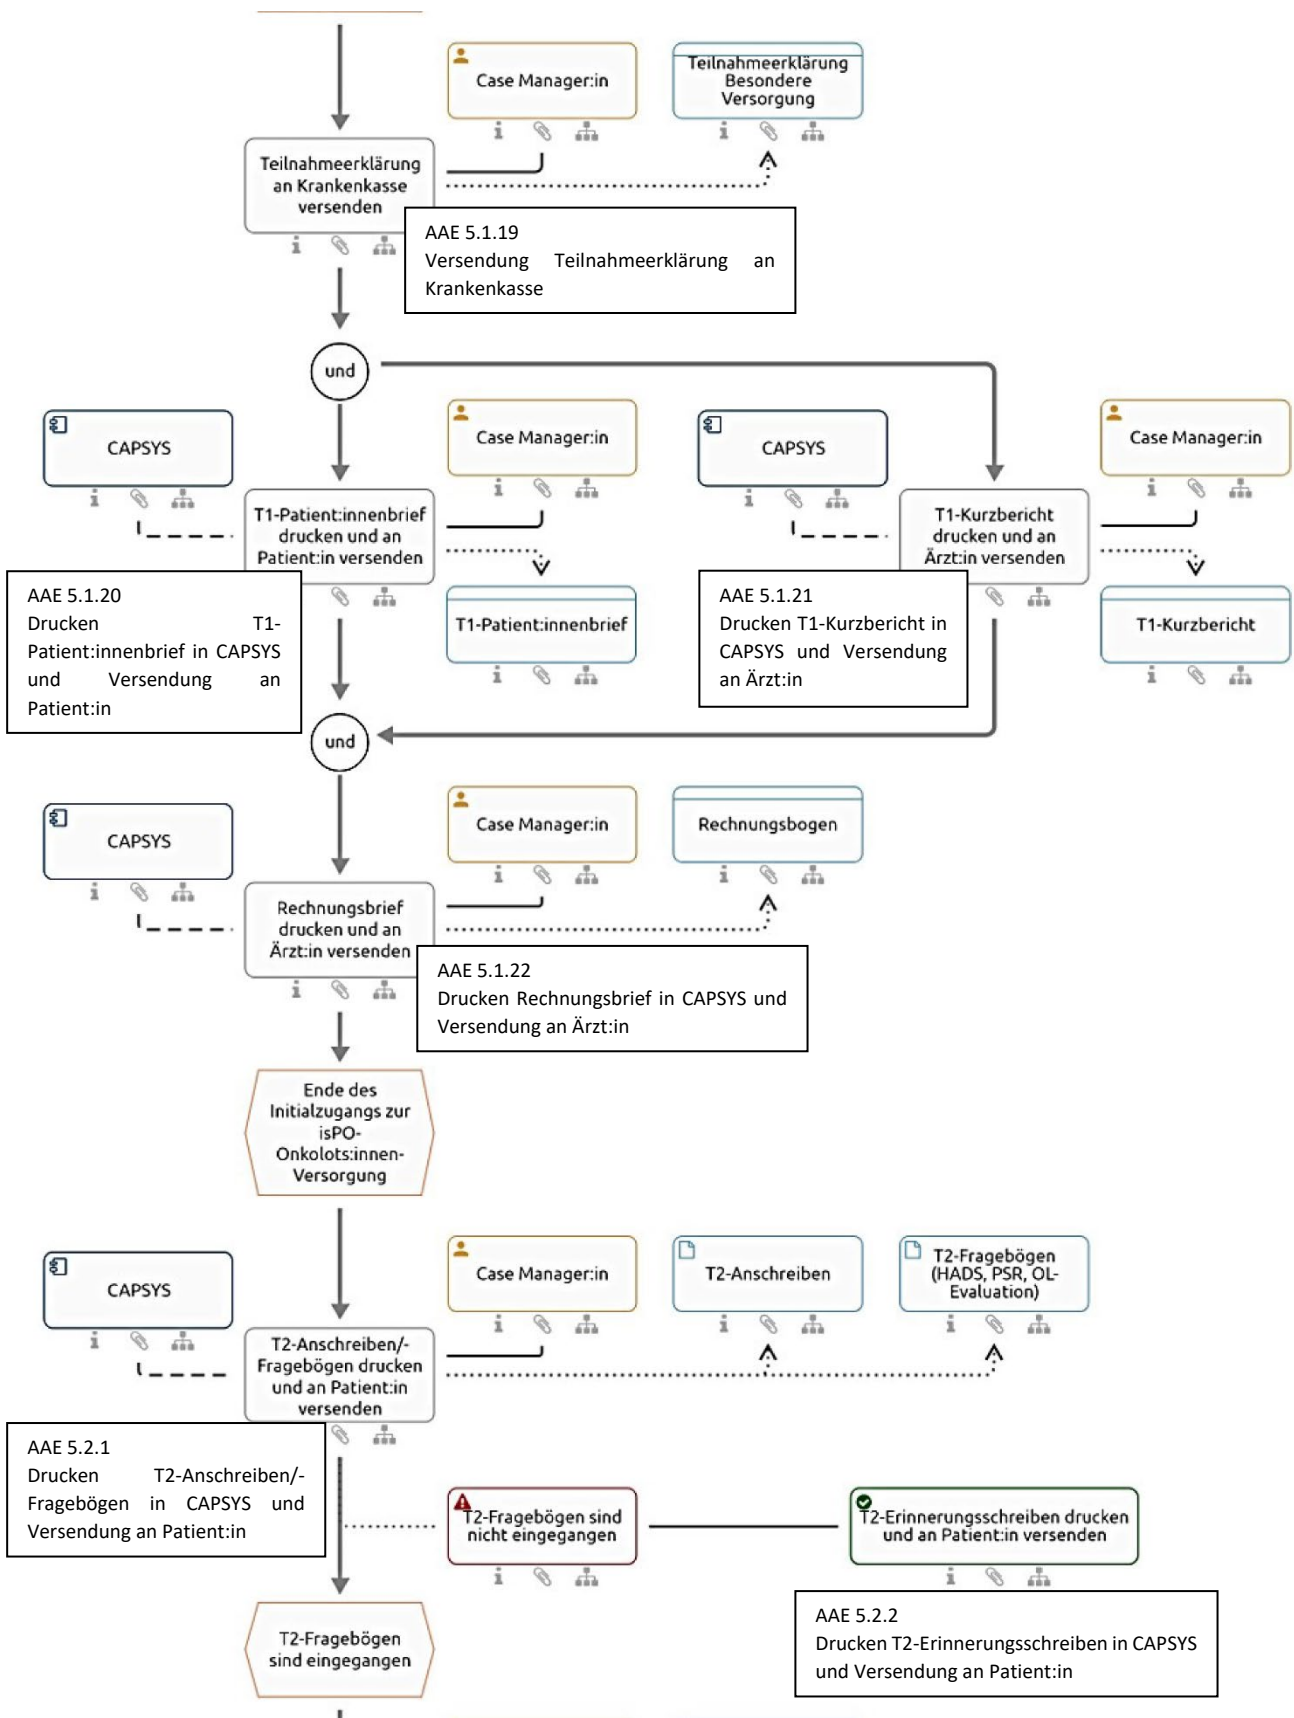 Case Manager:in
Teilnahmeerklärung
Besondere
Versorgung
Teilnahmeerklärung
an Krankenkasse
versenden
AAE 5.1.19
Versendung Teilnahmeerklärung an
Krankenkasse
und
CAPSYS
Case Manager:in
CAPSYS
Case Manager:in
T1-Patient:innenbrief
drucken und an
Patient:in versenden
T1-Kurzbericht
drucken und an
Ärzt:in versenden
AAE 5.1.20
Drucken T1-
Patient:innenbrief in CAPSYS
und Versendung an
Patient:in
T1-Patient:innenbrief
AAE 5.1.21
Drucken T1-Kurzbericht in
CAPSYS und Versendung
an Ärzt:in
T1-Kurzbericht
und
CAPSYS
Case Manager:in
Rechnungsbogen
Rechnungsbrief
drucken und an
Ärzt:in versenden
AAE 5.1.22
Drucken Rechnungsbrief in CAPSYS und
Versendung an Ärzt:in
Ende des
Initialzugangs zur
isPO-
Onkolots:innen-
Versorgung
CAPSYS
Case Manager:in
T2-Anschreiben
T2-Fragebögen
(HADS, PSR, OL-
Evaluation)
T2-Anschreiben/-
Fragebögen drucken
und an Patient:in
versenden
AAE 5.2.1
Drucken T2-Anschreiben/-
Fragebögen in CAPSYS und
Versendung an Patient:in
T2-Fragebögen sind
nicht eingegangen
T2-Erinnerungsschreiben drucken
und an Patient:in versenden
AAE 5.2.2
Drucken T2-Erinnerungsschreiben in CAPSYS
und Versendung an Patient:in
T2-Fragebögen
sind eingegangen